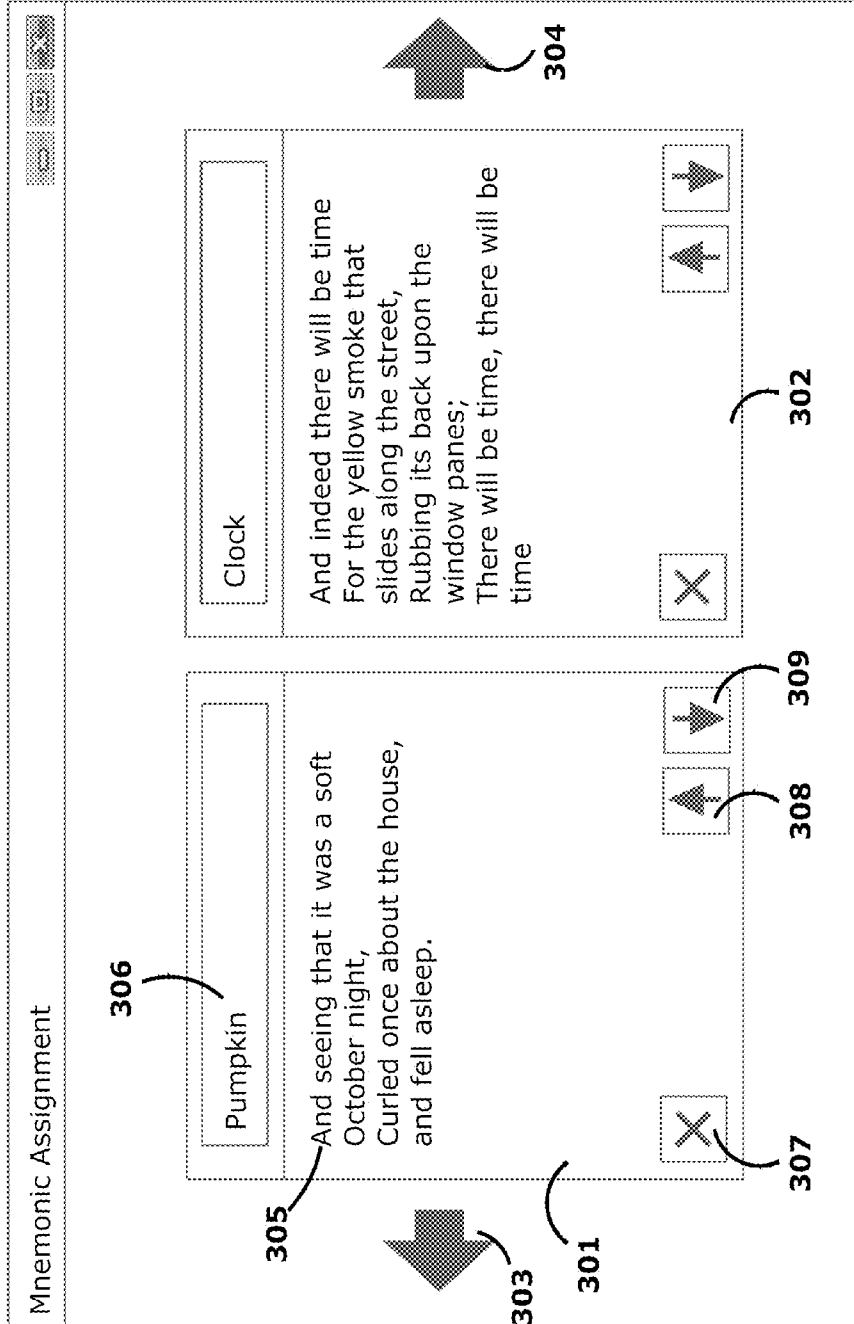 Mnemonic Assignment
306
Pumpkin
Clock
305
And seeing that it was a soft
October night,
Curled once about the house,
and fell asleep.
And indeed there will be time
For the yellow smoke that
slides along the street,
Rubbing its back upon the
window panes;
There will be time, there will be
time
303
304
301
302
307
308
309